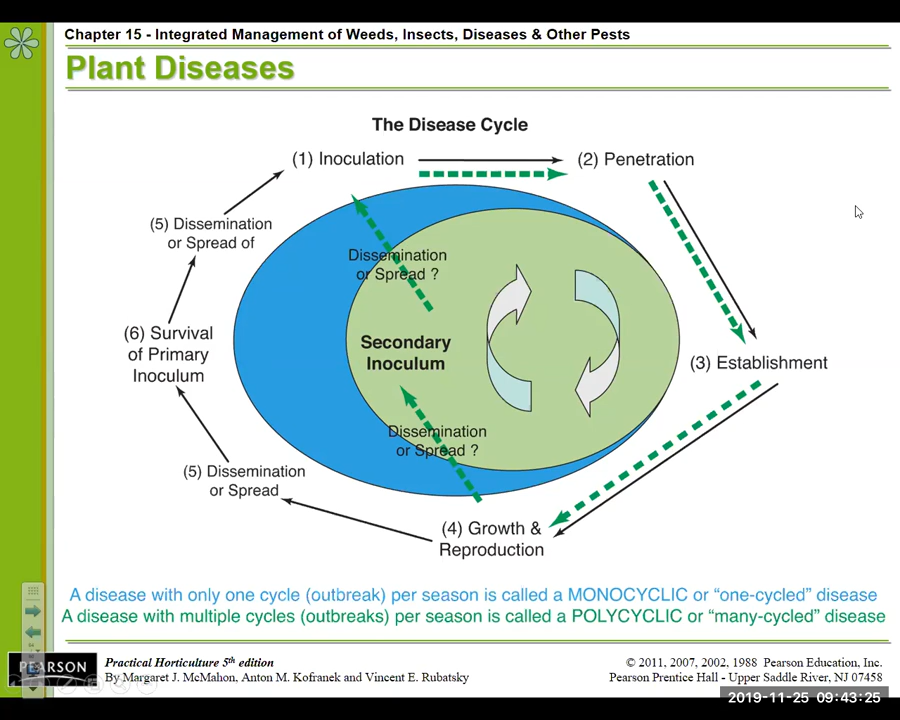 Chapter 15 - Integrated Management of Weeds, Insects, Diseases & Other Pests
Plant Diseases
The Disease Cycle
(1) Inoculation
(2) Penetration
(5) Dissemination
or Spread of
Dissemination
or Spread ?
(6) Survival
of Primary
Inoculum
Secondary
Inoculum
(3) Establishment
Dissemination
or Spread ?
(5) Dissemination
or Spread
(4) Growth &
Reproduction
A disease with only one cycle (outbreak) per season is called a MONOCYCLIC or “one-cycled” disease
A disease with multiple cycles (outbreaks) per season is called a POLYCYCLIC or “many-cycled” disease
PEARSON
Practical Horticulture 5th edition
By Margaret J. McMahon, Anton M. Kofranek and Vincent E. Rubatsky
© 2011, 2007, 2002, 1988 Pearson Education, Inc.
Pearson Prentice Hall - Upper Saddle River, NJ 07458
2019-11-25 09:43:25